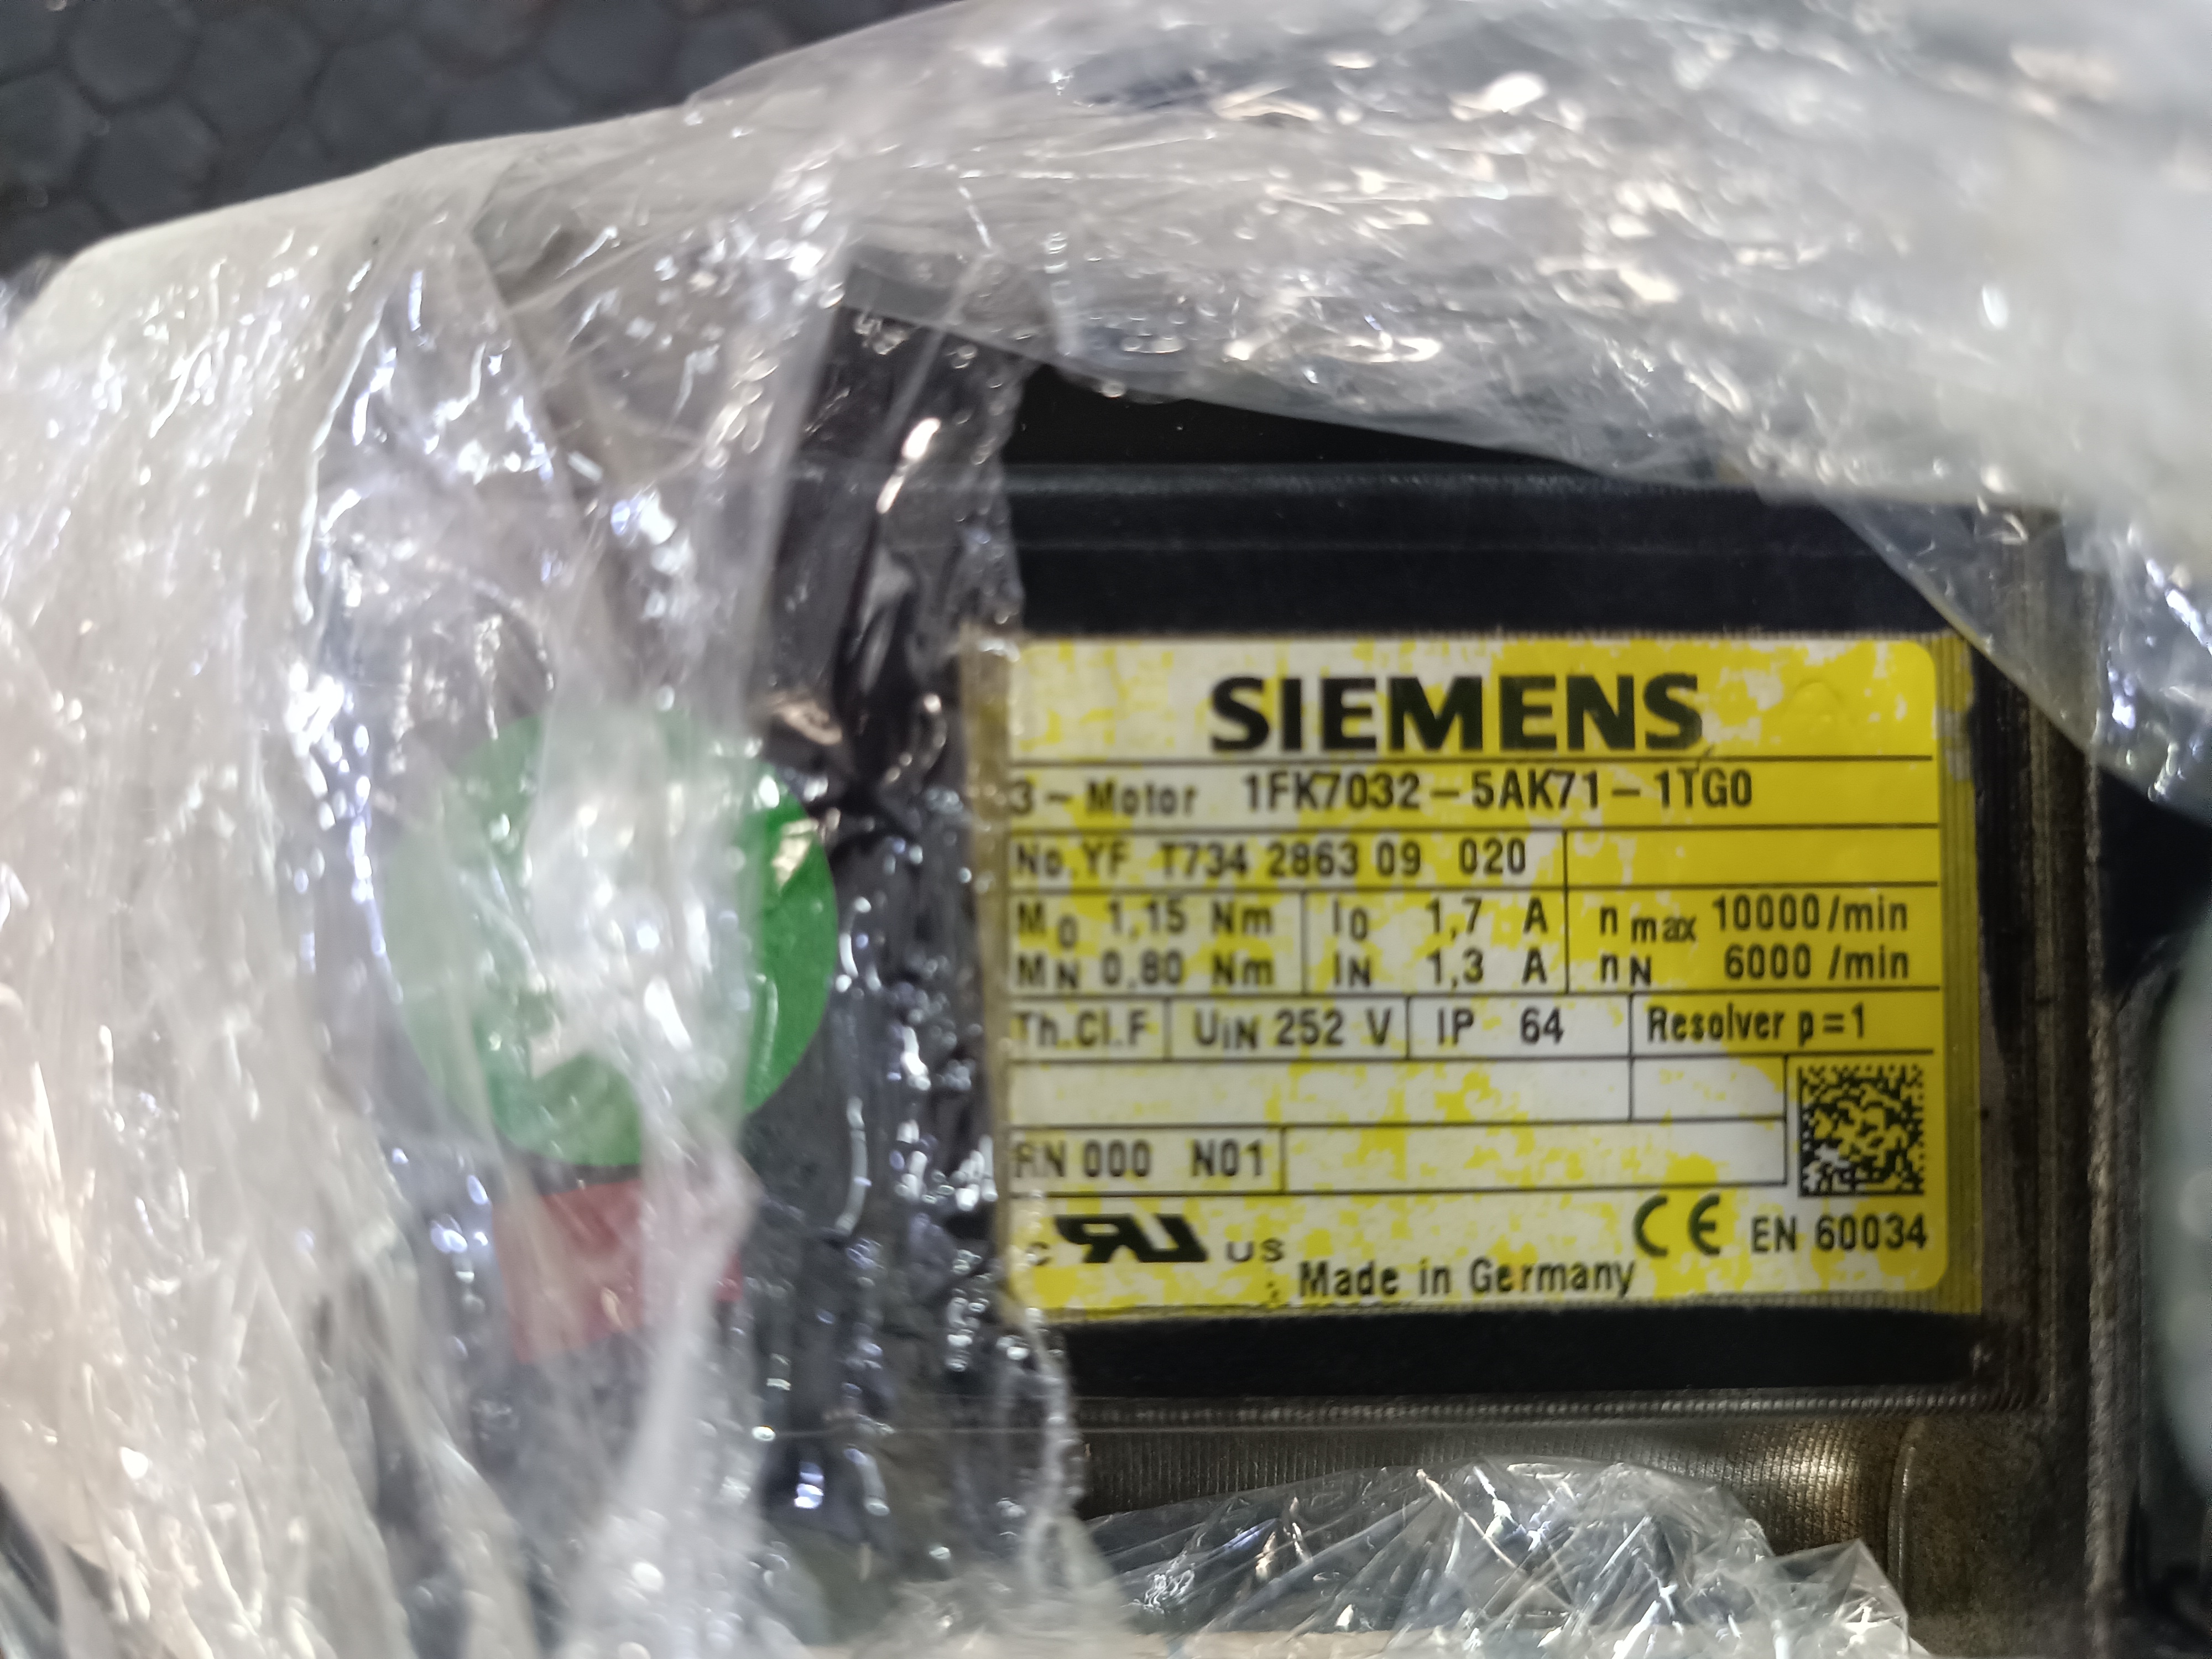 SIEMENS
3~Motor 1FK7032-5AK71-1TG0
No.YF T734 2863 09 020
M0 1,15 Nm I0 1,7 A nmax 10000/min
MN 0,80 Nm IN 1,3 A nN 6000/min
Th.Cl.F UIN 252 V IP 64 Resolver p=1
RN 000 N01
c RU US CE EN 60034
Made in Germany